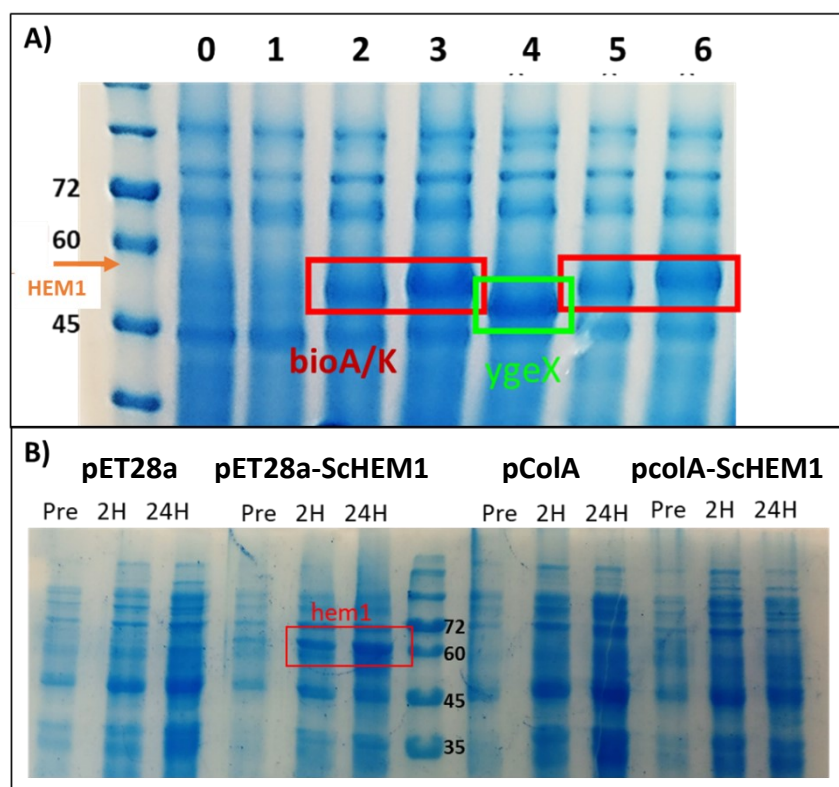 A)
0 1 2 3 4 5 6
72
60
HEM1
45
bioA/K
ygeX
B)
pET28a pET28a-ScHEM1 pColA pcolA-ScHEM1
Pre 2H 24H Pre 2H 24H Pre 2H 24H Pre 2H 24H
hem1
72
60
45
35